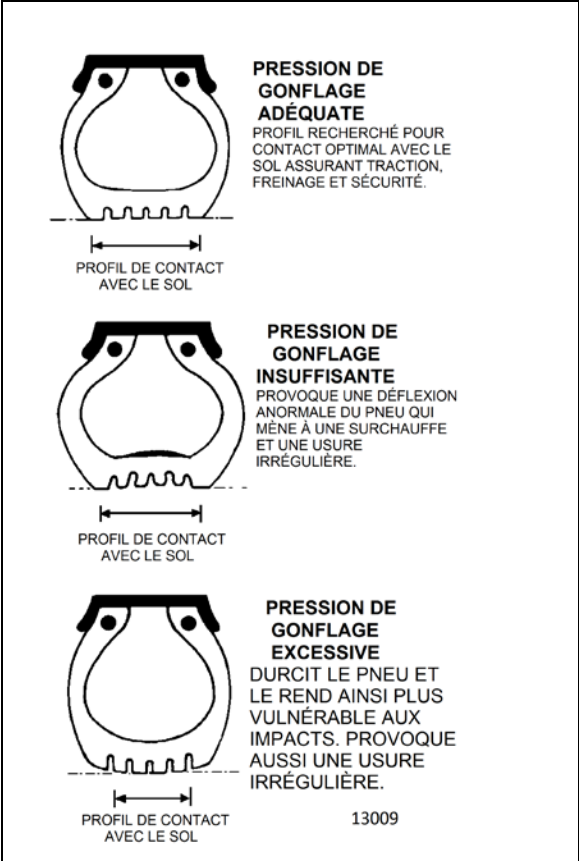 PRESSION DE
GONFLAGE
ADÉQUATE
PROFIL RECHERCHÉ POUR
CONTACT OPTIMAL AVEC LE
SOL ASSURANT TRACTION,
FREINAGE ET SÉCURITÉ.
PROFIL DE CONTACT
AVEC LE SOL
PRESSION DE
GONFLAGE
INSUFFISANTE
PROVOQUE UNE DÉFLEXION
ANORMALE DU PNEU QUI
MÈNE À UNE SURCHAUFFE
ET UNE USURE
IRRÉGULIÈRE.
PROFIL DE CONTACT
AVEC LE SOL
PRESSION DE
GONFLAGE
EXCESSIVE
DURCIT LE PNEU ET
LE REND AINSI PLUS
VULNÉRABLE AUX
IMPACTS. PROVOQUE
AUSSI UNE USURE
IRRÉGULIÈRE.
PROFIL DE CONTACT
AVEC LE SOL
13009